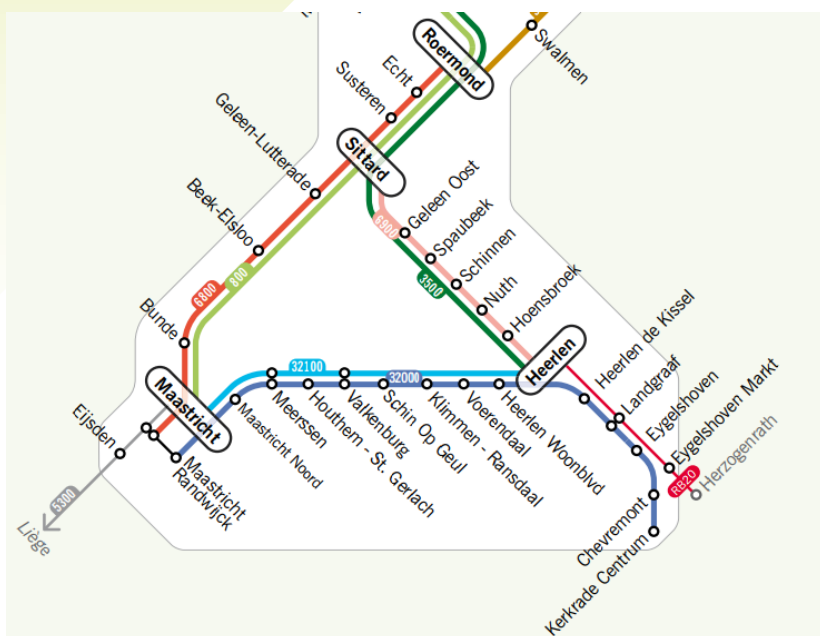 Roermond
Swalmen
Echt
Susteren
Sittard
Geleen-Lutterade
Beek-Elsloo
6800
800
Bunde
6900
3500
Geleen Oost
Spaubeek
Schinnen
Nuth
Hoensbroek
Heerlen
Heerlen de Kissel
Landgraaf
Eygelshoven
Eygelshoven Markt
RB20
Herzogenrath
32100
32000
Maastricht
Eijsden
5300
Liège
Maastricht
Randwijck
Maastricht Noord
Meerssen
Houthem - St. Gerlach
Valkenburg
Schin Op Geul
Klimmen - Ransdaal
Voerendaal
Heerlen Woonblvd
Chevremont
Kerkrade Centrum